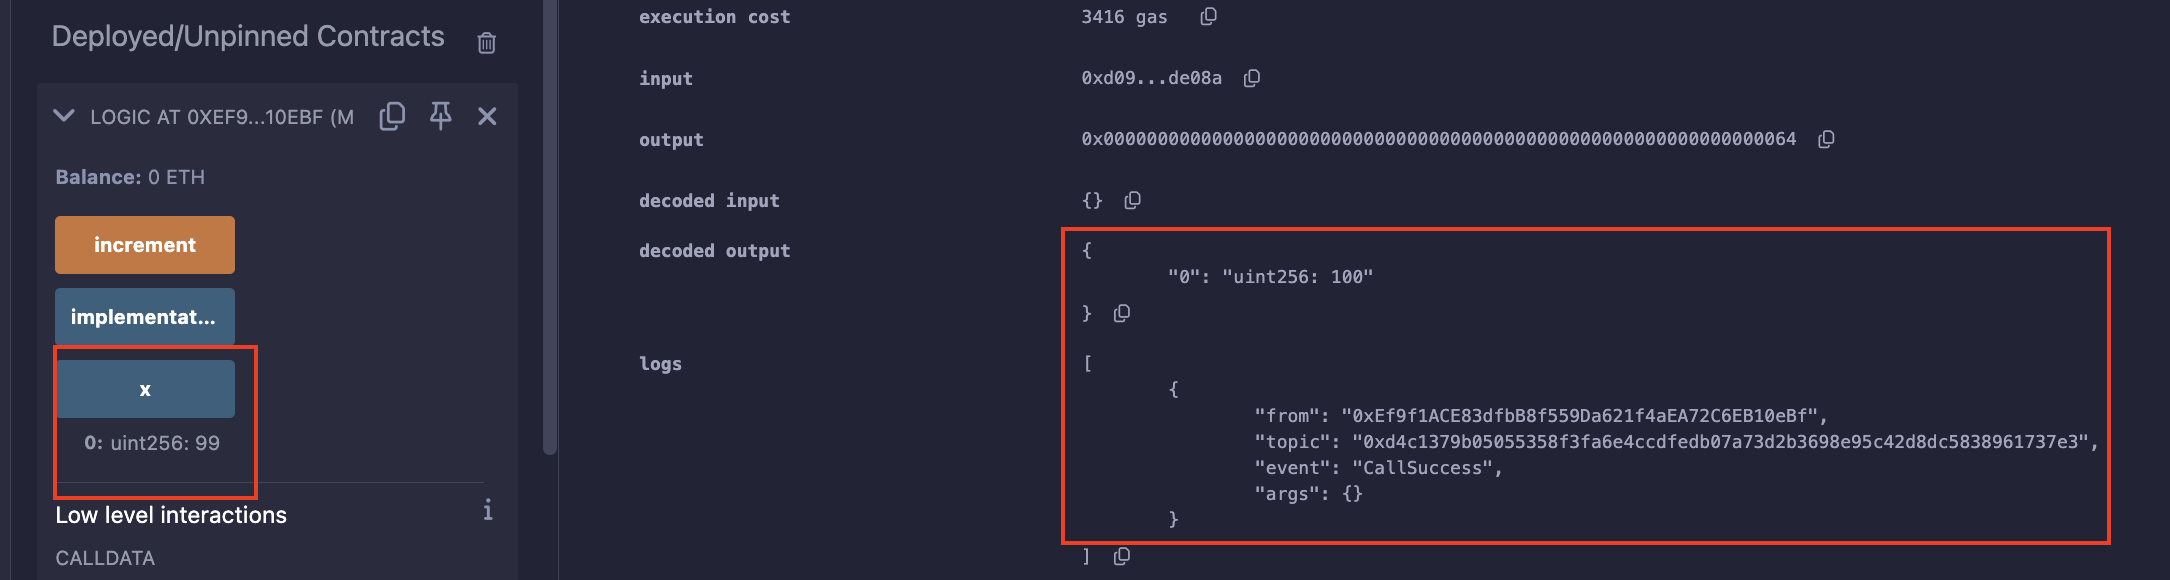 Deployed/Unpinned Contracts
LOGIC AT 0XEF9...10EBF (M
Balance: 0 ETH
increment
implementat...
x
0: uint256: 99
Low level interactions
i
CALLDATA
execution cost 3416 gas
input 0xd09...de08a
output 0x0000000000000000000000000000000000000000000000000000000000000064
decoded input {}
decoded output {
"0": "uint256: 100"
}
logs [
{
"from": "0xEf9f1ACE83dfbB8f559Da621f4aEA72C6EB10eBf",
"topic": "0xd4c1379b05055358f3fa6e4ccdfedb07a73d2b3698e95c42d8dc5838961737e3",
"event": "CallSuccess",
"args": {}
}
]